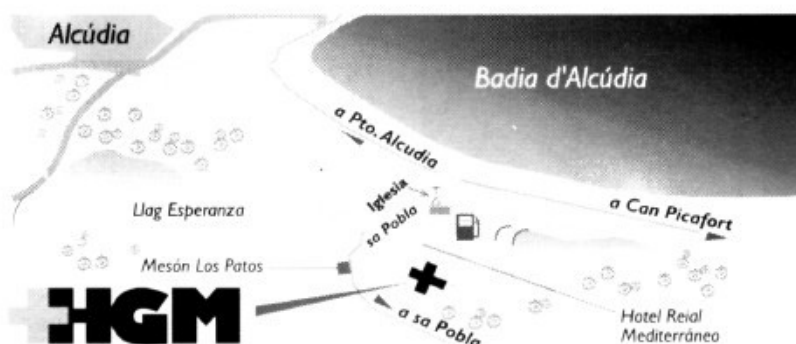 Alcúdia
Badia d'Alcúdia
a Pto. Alcudia
Iglesia
a Can Picafort
Llag Esperanza
sa Pobla
Mesón Los Patos
HGM
a sa Pobla
Hotel Reial
Mediterráneo